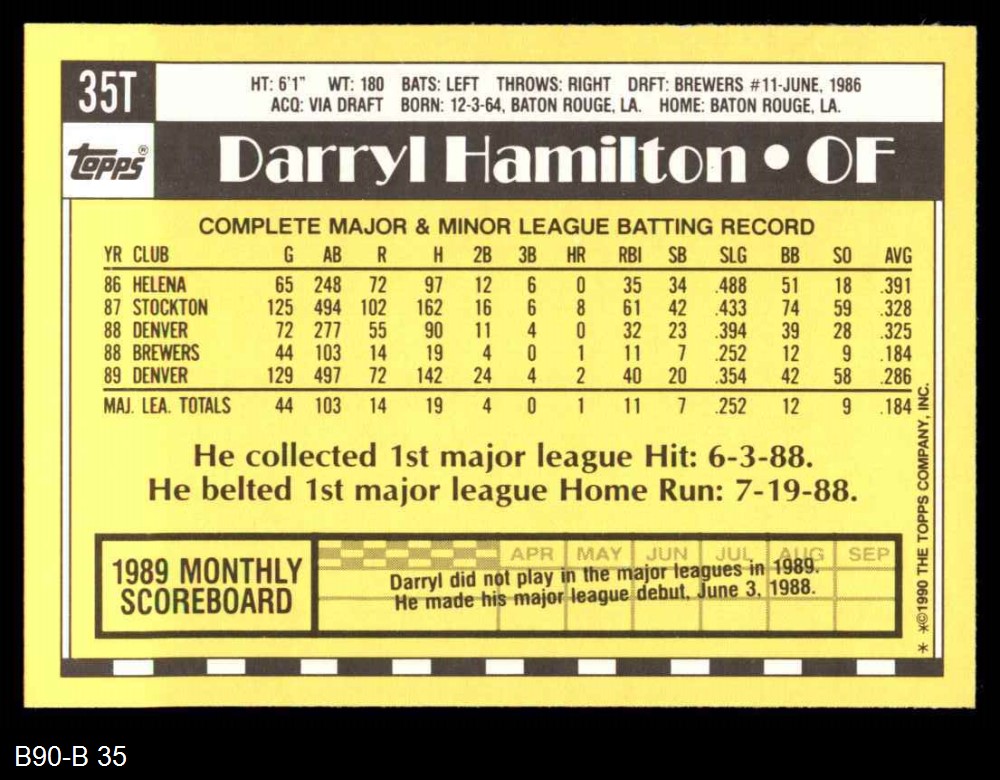 35T
HT: 6'1" WT: 180 BATS: LEFT THROWS: RIGHT DRFT: BREWERS #11-JUNE, 1986
ACQ: VIA DRAFT BORN: 12-3-64, BATON ROUGE, LA. HOME: BATON ROUGE, LA.
topps®
Darryl Hamilton • OF
COMPLETE MAJOR & MINOR LEAGUE BATTING RECORD
YR CLUB G AB R H 2B 3B HR RBI SB SLG BB SO AVG
86 HELENA 65 248 72 97 12 6 0 35 34 .488 51 18 .391
87 STOCKTON 125 494 102 162 16 6 8 61 42 .433 74 59 .328
88 DENVER 72 277 55 90 11 4 0 32 23 .394 39 28 .325
88 BREWERS 44 103 14 19 4 0 1 11 7 .252 12 9 .184
89 DENVER 129 497 72 142 24 4 2 40 20 .354 42 58 .286
MAJ. LEA. TOTALS 44 103 14 19 4 0 1 11 7 .252 12 9 .184
He collected 1st major league Hit: 6-3-88.
He belted 1st major league Home Run: 7-19-88.
1989 MONTHLY
SCOREBOARD
APR MAY JUN JUL AUG SEP
Darryl did not play in the major leagues in 1989.
He made his major league debut, June 3, 1988.
* *©1990 THE TOPPS COMPANY, INC.
B90-B 35